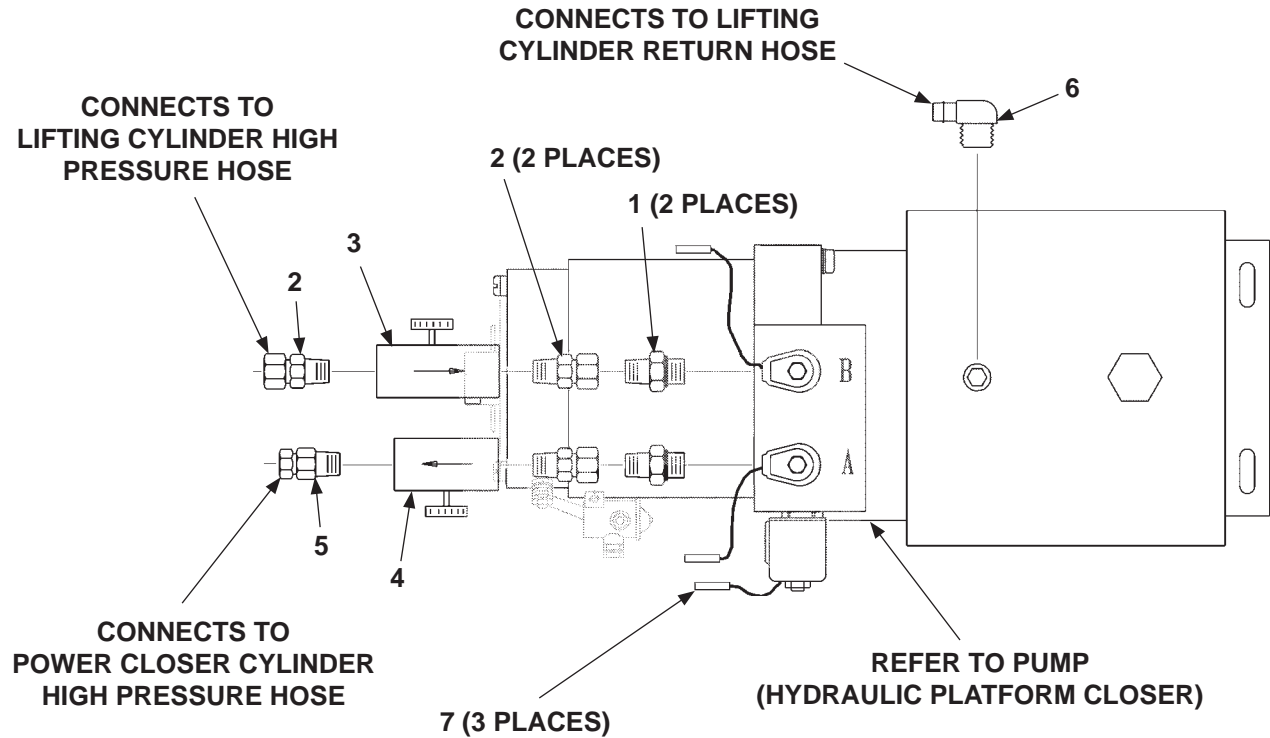 CONNECTS TO LIFTING
CYLINDER RETURN HOSE
6
CONNECTS TO
LIFTING CYLINDER HIGH
PRESSURE HOSE
2 (2 PLACES)
1 (2 PLACES)
3
2
B
A
5
4
CONNECTS TO
POWER CLOSER CYLINDER
HIGH PRESSURE HOSE
REFER TO PUMP
(HYDRAULIC PLATFORM CLOSER)
7 (3 PLACES)